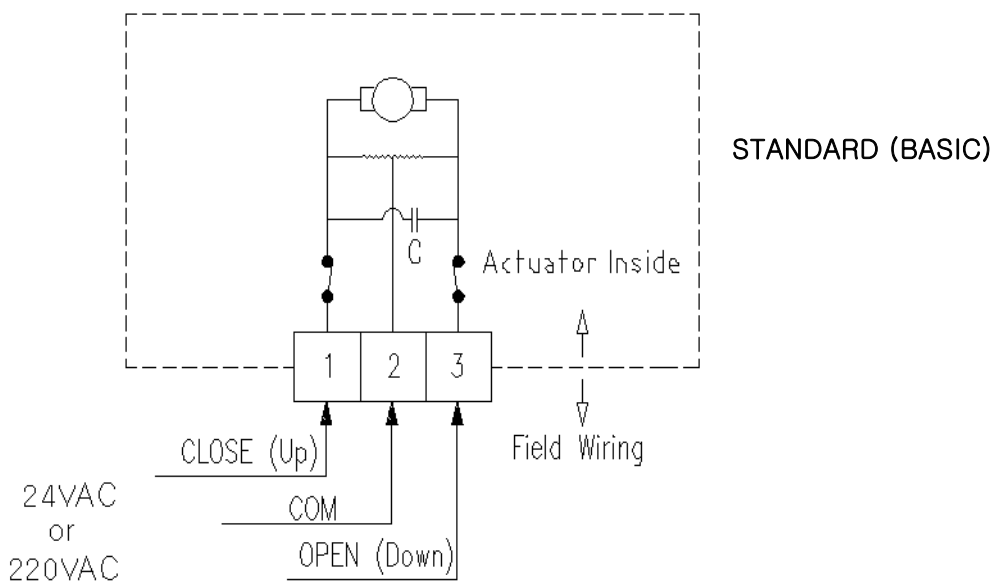 STANDARD (BASIC)
C
Actuator Inside
1 2 3
CLOSE (Up)
Field Wiring
24VAC
or
220VAC
COM
OPEN (Down)